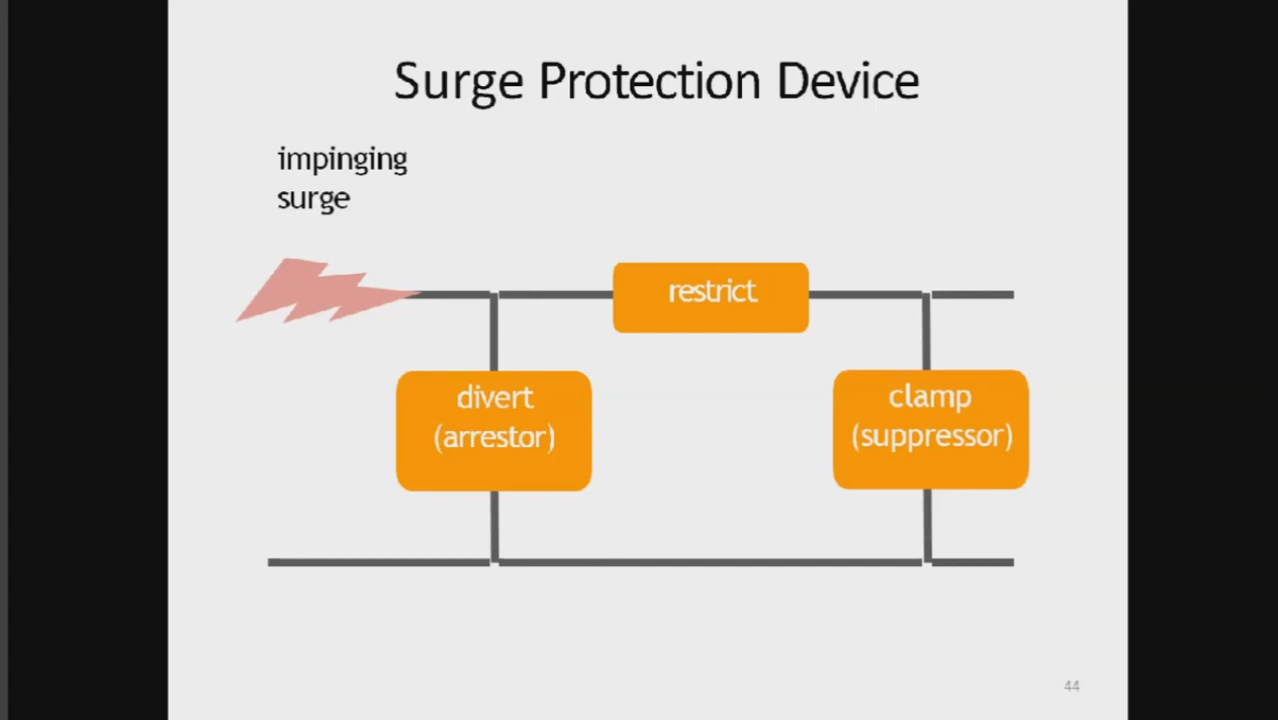 Surge Protection Device
impinging
surge
restrict
divert
(arrestor)
clamp
(suppressor)
44